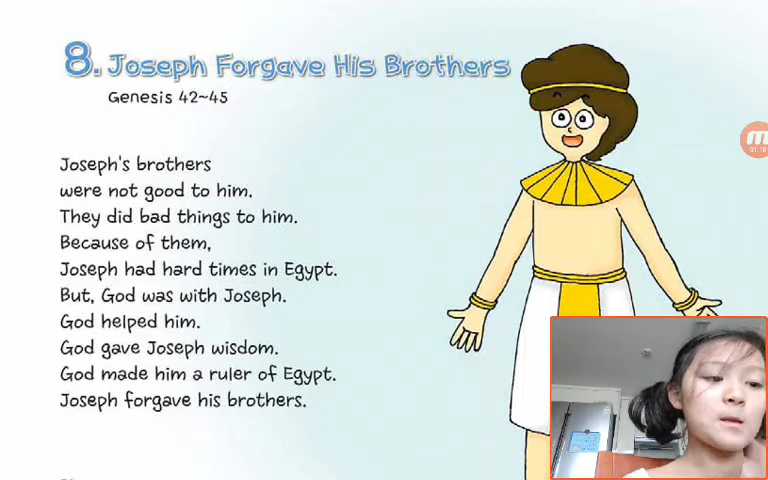 8. Joseph Forgave His Brothers
Genesis 42~45
Joseph's brothers
were not good to him.
They did bad things to him.
Because of them,
Joseph had hard times in Egypt.
But, God was with Joseph.
God helped him.
God gave Joseph wisdom.
God made him a ruler of Egypt.
Joseph forgave his brothers.
01:16